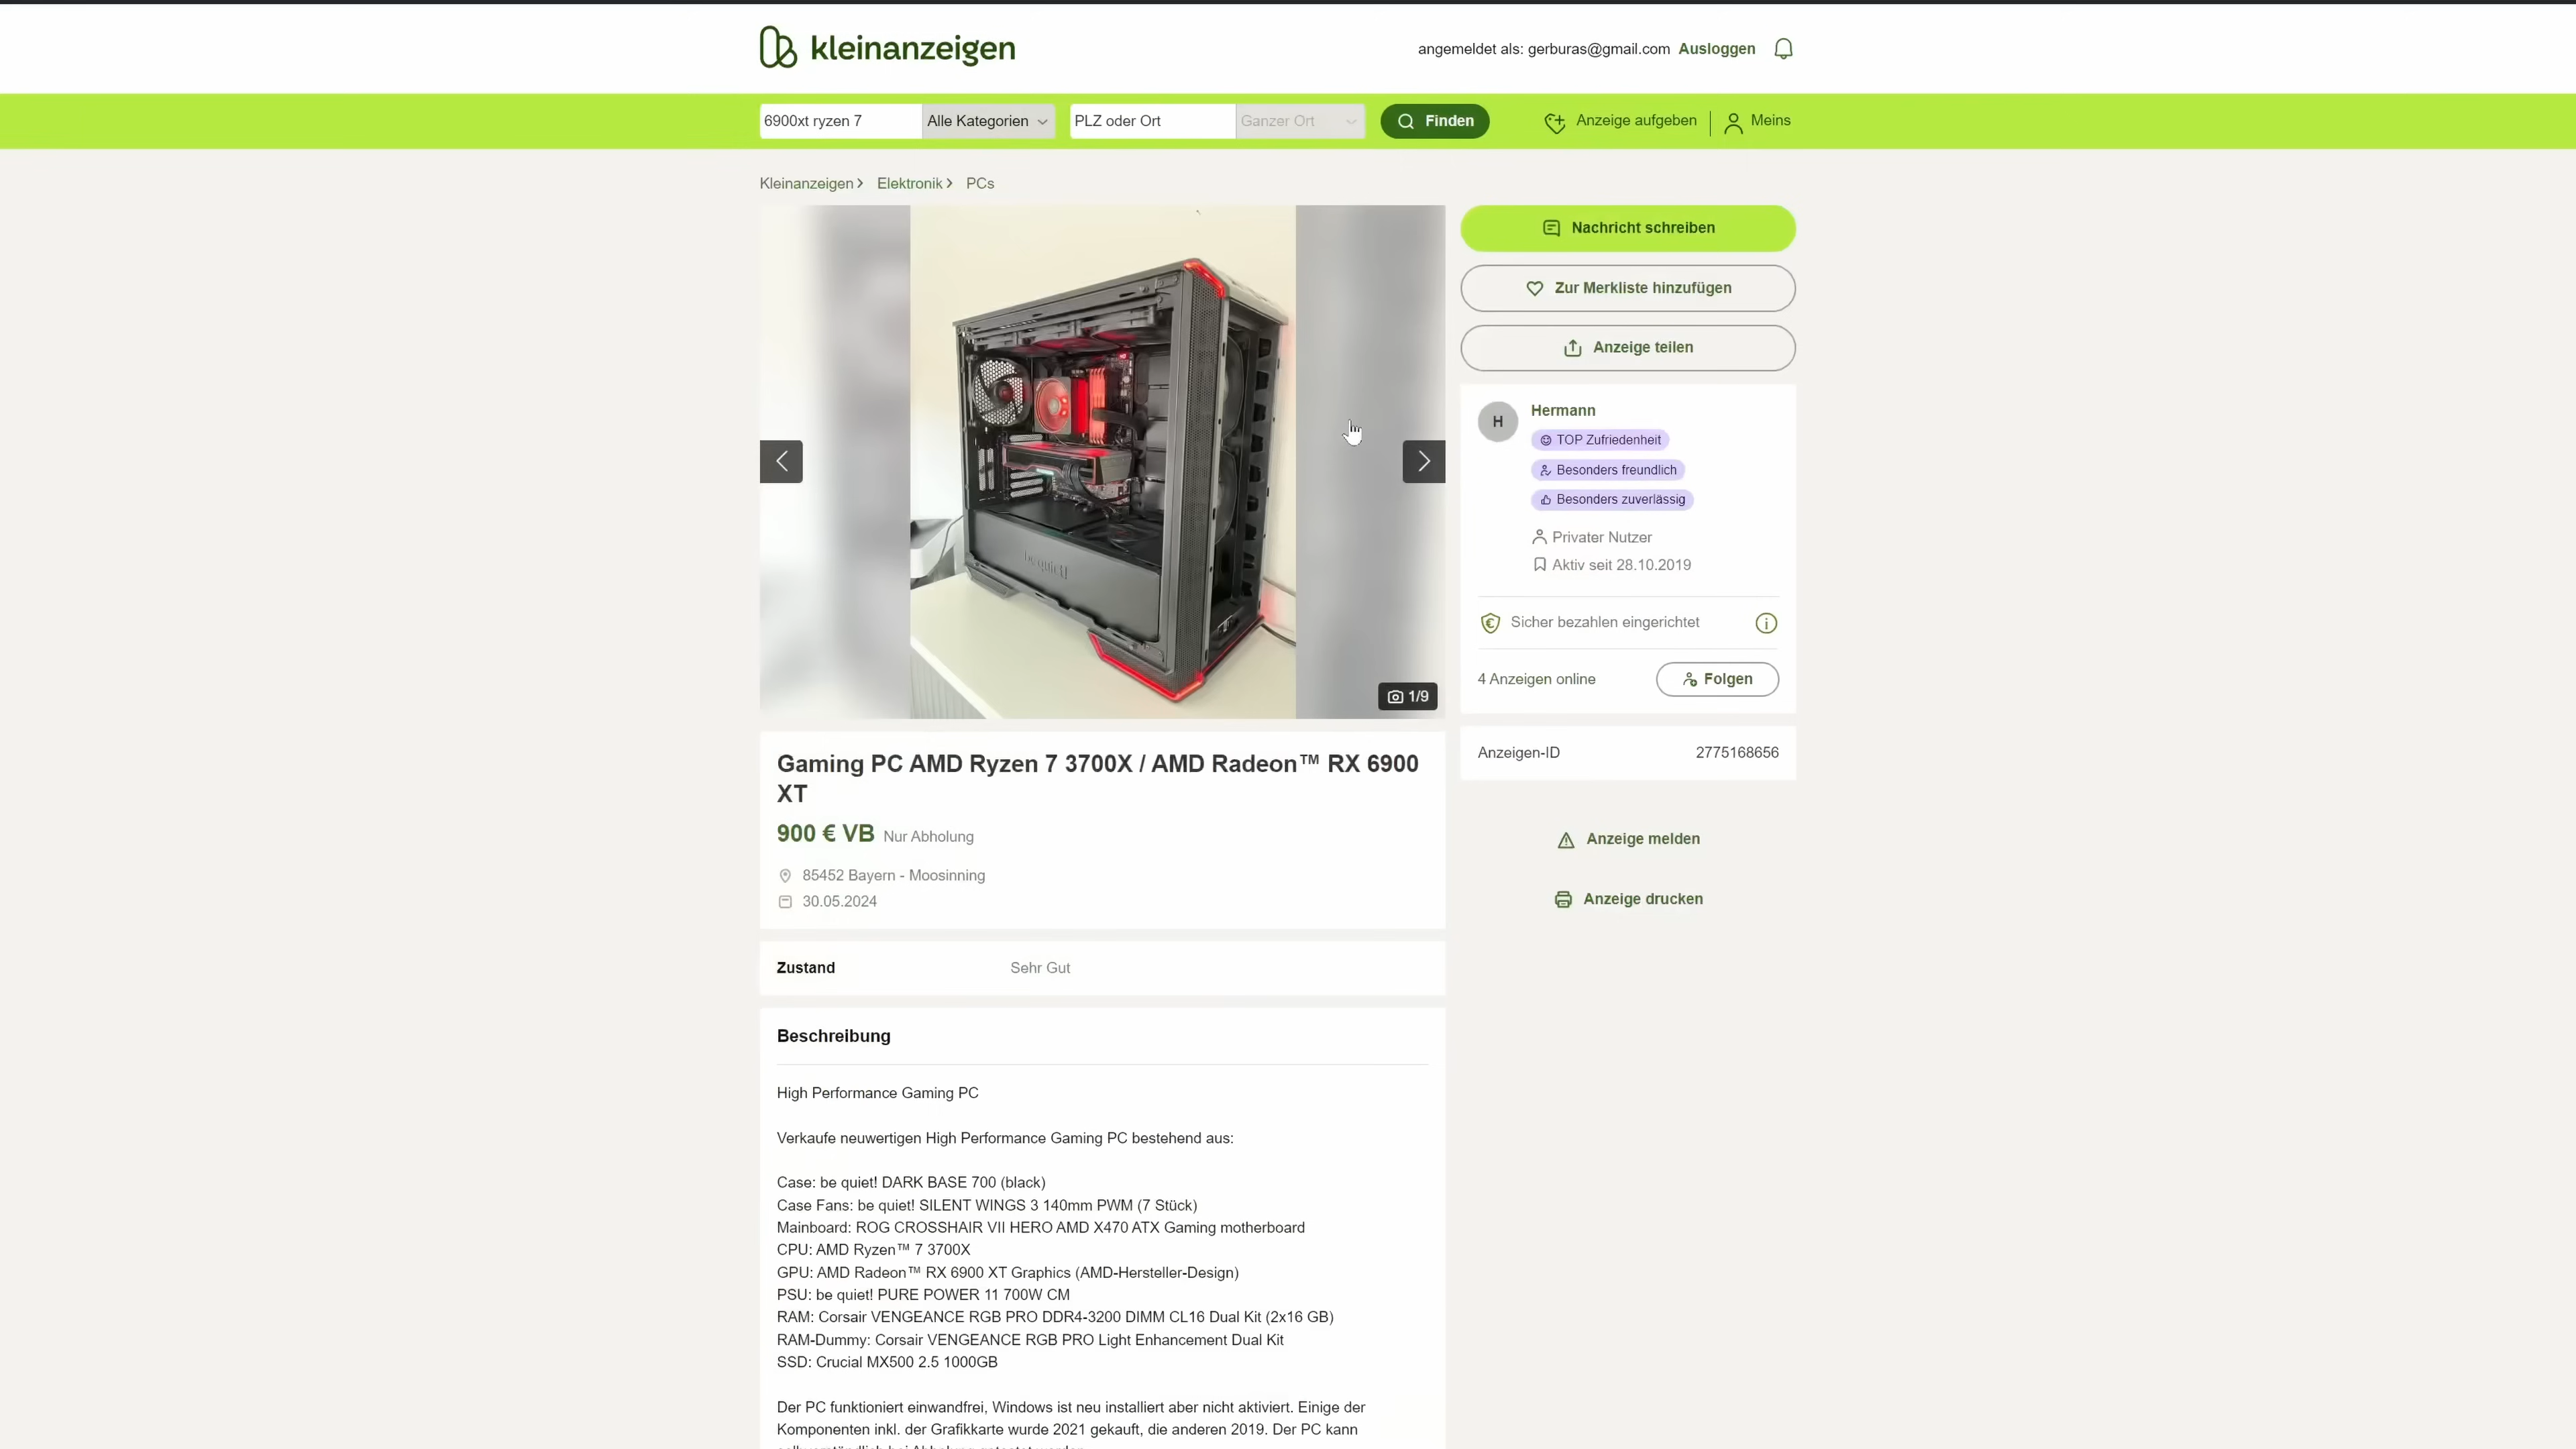 kleinanzeigen
angemeldet als: gerburas@gmail.com Ausloggen
6900xt ryzen 7
Alle Kategorien
PLZ oder Ort
Ganzer Ort
Finden
Anzeige aufgeben
Meins
Kleinanzeigen > Elektronik > PCs
be quiet!
1/9
Nachricht schreiben
Zur Merkliste hinzufügen
Anzeige teilen
H
Hermann
TOP Zufriedenheit
Besonders freundlich
Besonders zuverlässig
Privater Nutzer
Aktiv seit 28.10.2019
Sicher bezahlen eingerichtet
4 Anzeigen online
Folgen
Anzeigen-ID 2775168656
Anzeige melden
Anzeige drucken
Gaming PC AMD Ryzen 7 3700X / AMD Radeon™ RX 6900
XT
900 € VB Nur Abholung
85452 Bayern - Moosinning
30.05.2024
Zustand Sehr Gut
Beschreibung
High Performance Gaming PC
Verkaufe neuwertigen High Performance Gaming PC bestehend aus:
Case: be quiet! DARK BASE 700 (black)
Case Fans: be quiet! SILENT WINGS 3 140mm PWM (7 Stück)
Mainboard: ROG CROSSHAIR VII HERO AMD X470 ATX Gaming motherboard
CPU: AMD Ryzen™ 7 3700X
GPU: AMD Radeon™ RX 6900 XT Graphics (AMD-Hersteller-Design)
PSU: be quiet! PURE POWER 11 700W CM
RAM: Corsair VENGEANCE RGB PRO DDR4-3200 DIMM CL16 Dual Kit (2x16 GB)
RAM-Dummy: Corsair VENGEANCE RGB PRO Light Enhancement Dual Kit
SSD: Crucial MX500 2.5 1000GB
Der PC funktioniert einwandfrei, Windows ist neu installiert aber nicht aktiviert. Einige der
Komponenten inkl. der Grafikkarte wurde 2021 gekauft, die anderen 2019. Der PC kann